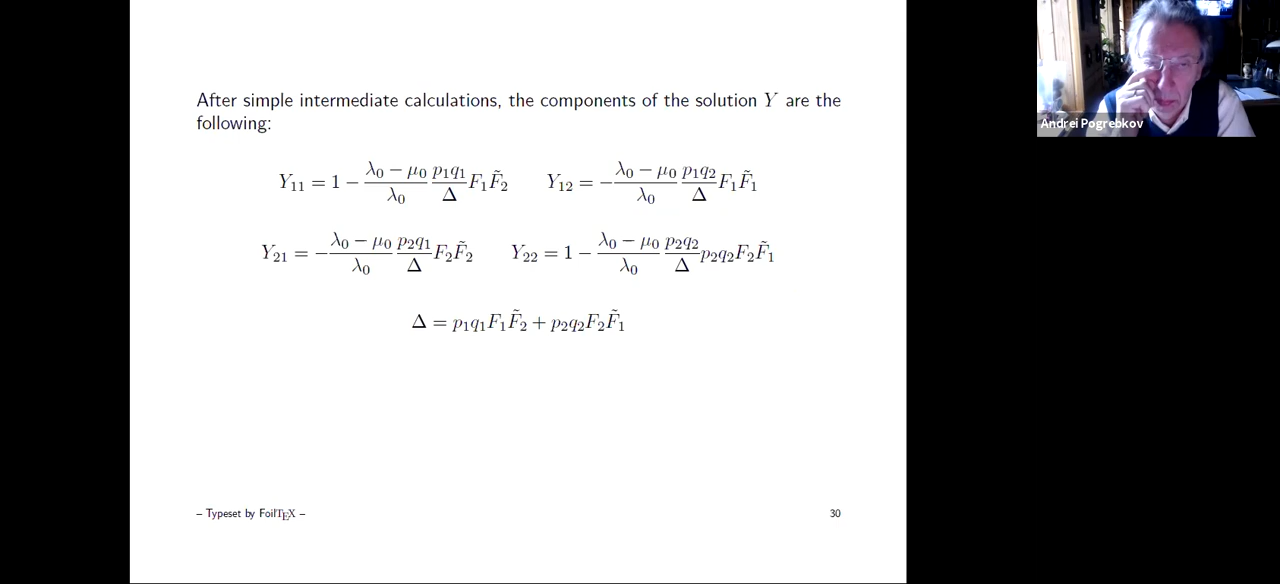 After simple intermediate calculations, the components of the solution Y are the
following:
Y₁₁ = 1 − (λ₀ − μ₀)/λ₀ (p₁q₁)/Δ F₁F̃₂   Y₁₂ = −(λ₀ − μ₀)/λ₀ (p₁q₂)/Δ F₁F̃₁
Y₂₁ = −(λ₀ − μ₀)/λ₀ (p₂q₁)/Δ F₂F̃₂   Y₂₂ = 1 − (λ₀ − μ₀)/λ₀ (p₂q₂)/Δ p₂q₂F₂F̃₁
Δ = p₁q₁F₁F̃₂ + p₂q₂F₂F̃₁
– Typeset by FoilTEX –
30
Andrei Pogrebkov